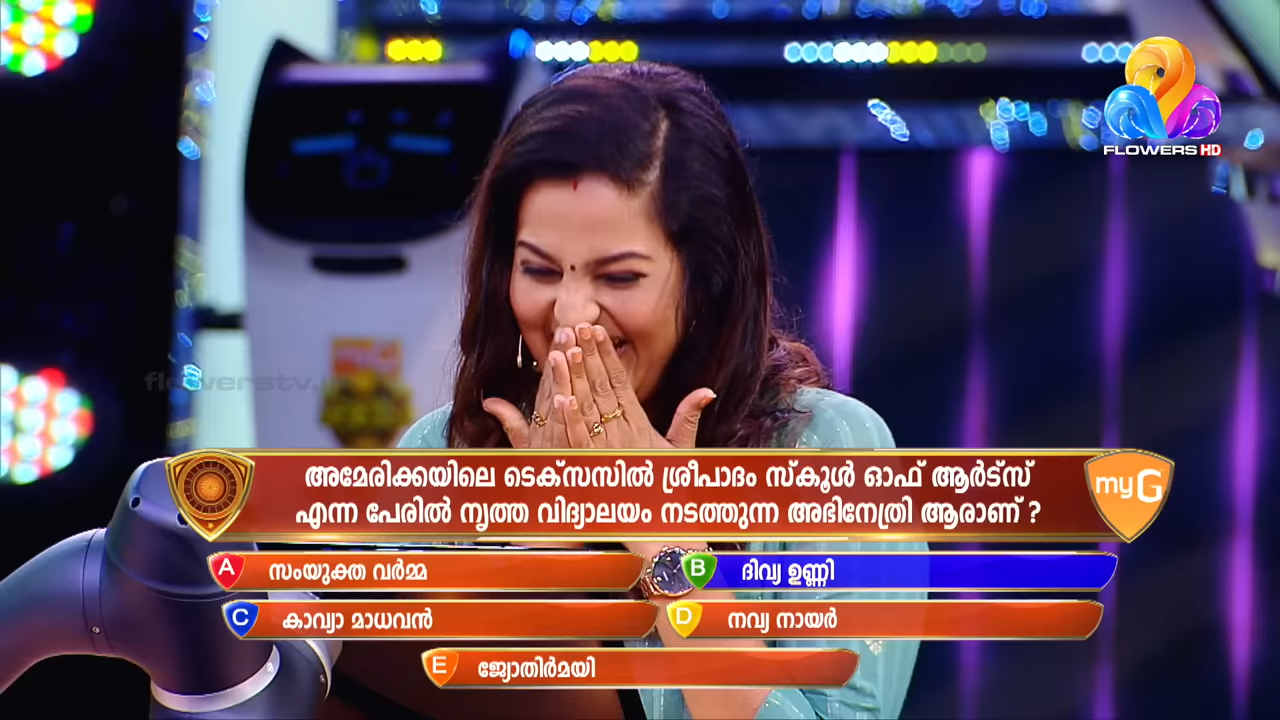 FLOWERS HD
flowerstv.
അമേരിക്കയിലെ ടെക്സസിൽ ശ്രീപാദം സ്കൂൾ ഓഫ് ആർട്സ്
എന്ന പേരിൽ നൃത്ത വിദ്യാലയം നടത്തുന്ന അഭിനേത്രി ആരാണ് ?
myG
A സംയുക്ത വർമ്മ
B ദിവ്യ ഉണ്ണി
C കാവ്യാ മാധവൻ
D നവ്യ നായർ
E ജ്യോതിർമയി